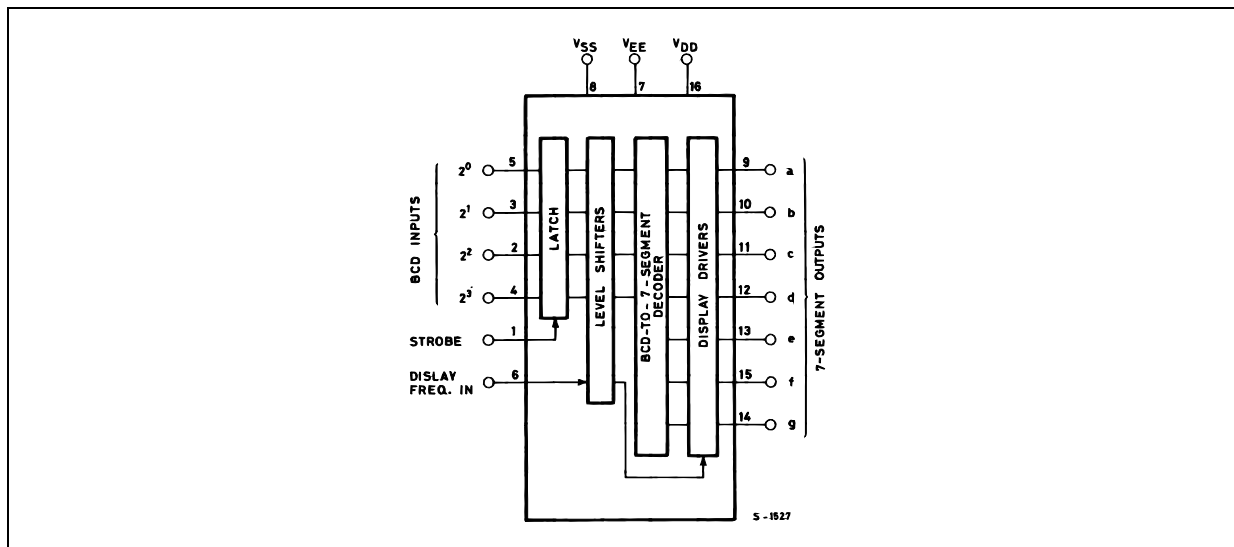 VSS VEE VDD
8 7 16
BCD INPUTS
2⁰ 5
2¹ 3
2² 2
2³ 4
STROBE 1
DISLAY
FREQ. IN 6
LATCH
LEVEL SHIFTERS
BCD-TO-7-SEGMENT
DECODER
DISPLAY DRIVERS
9 a
10 b
11 c
12 d
13 e
15 f
14 g
7-SEGMENT OUTPUTS
S-1527